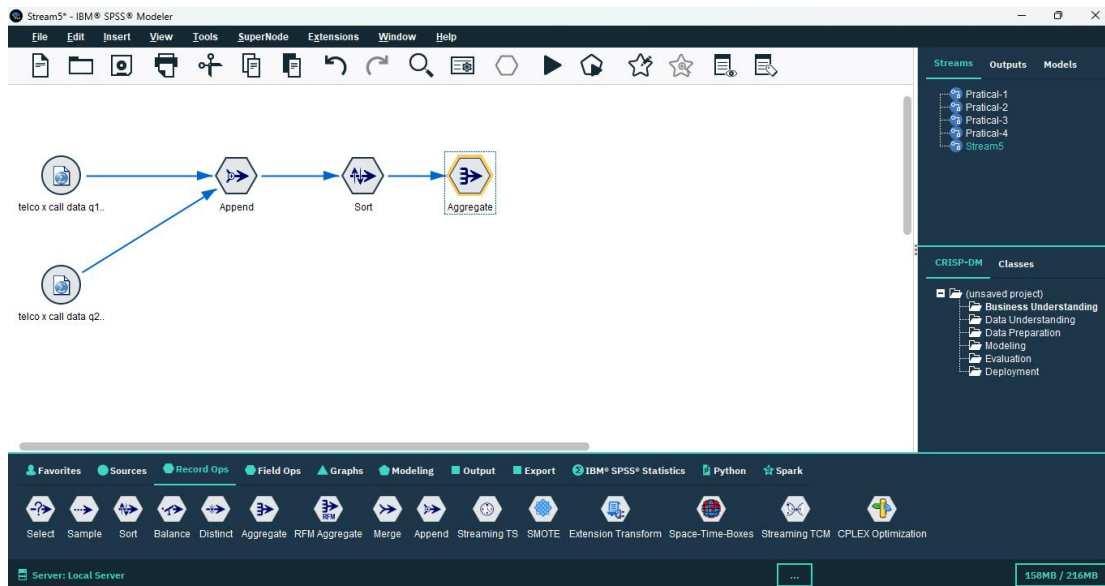 Stream5* - IBM® SPSS® Modeler
File Edit Insert View Tools SuperNode Extensions Window Help
Streams Outputs Models
Pratical-1
Pratical-2
Pratical-3
Pratical-4
Stream5
telco x call data q1..
Append
Sort
Aggregate
telco x call data q2..
CRISP-DM Classes
(unsaved project)
Business Understanding
Data Understanding
Data Preparation
Modeling
Evaluation
Deployment
Favorites Sources Record Ops Field Ops Graphs Modeling Output Export IBM® SPSS® Statistics Python Spark
RFM
Select Sample Sort Balance Distinct Aggregate RFM Aggregate Merge Append Streaming TS SMOTE Extension Transform Space-Time-Boxes Streaming TCM CPLEX Optimization
Server: Local Server
...
158MB / 216MB